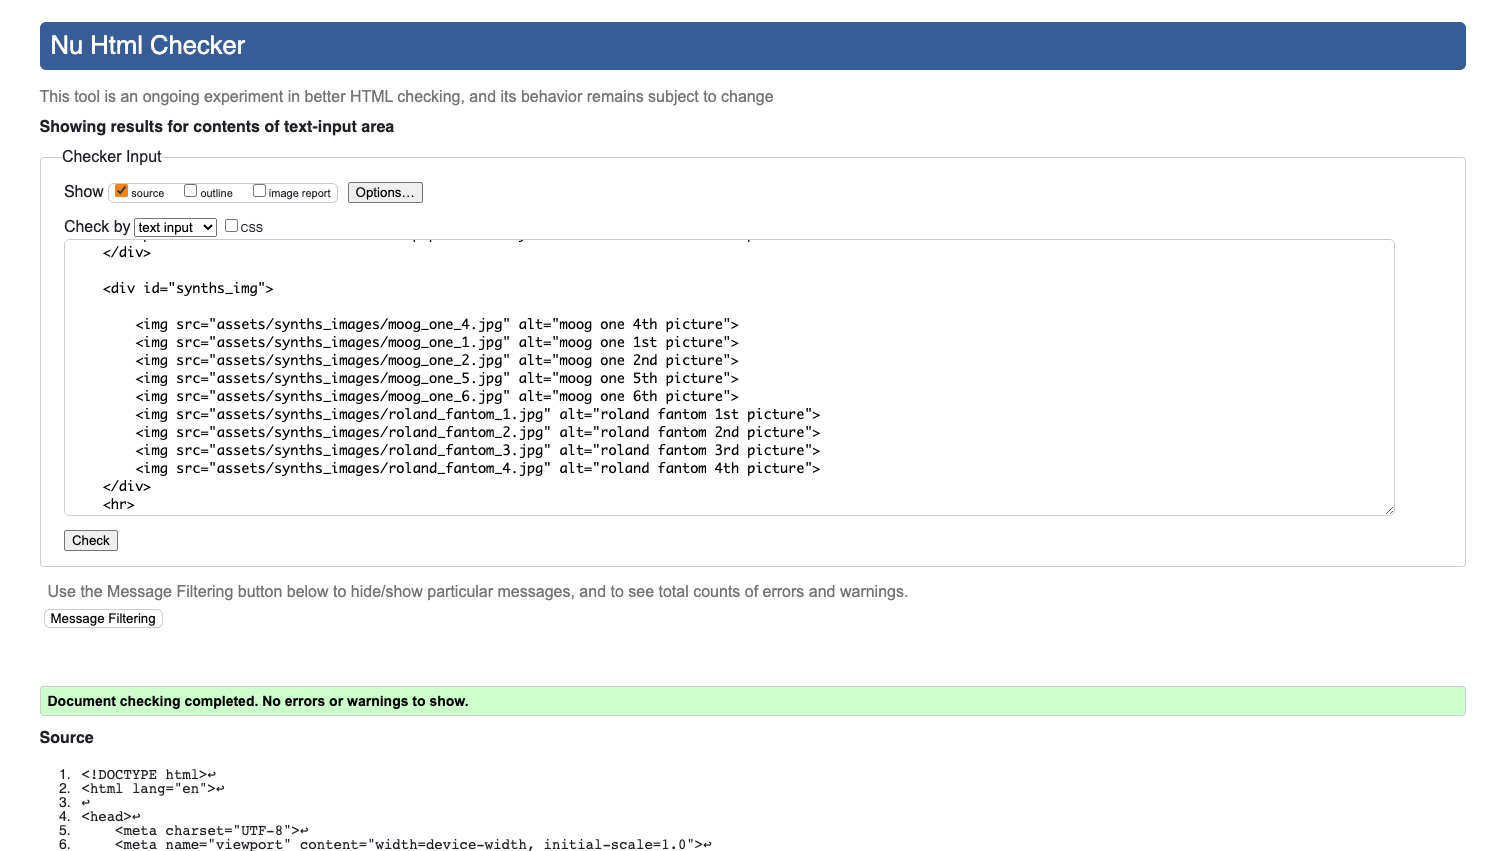 Nu Html Checker
This tool is an ongoing experiment in better HTML checking, and its behavior remains subject to change
Showing results for contents of text-input area
Checker Input
Show source outline image report Options...
Check by text input css
</div>
<div id="synths_img">
<img src="assets/synths_images/moog_one_4.jpg" alt="moog one 4th picture">
<img src="assets/synths_images/moog_one_1.jpg" alt="moog one 1st picture">
<img src="assets/synths_images/moog_one_2.jpg" alt="moog one 2nd picture">
<img src="assets/synths_images/moog_one_5.jpg" alt="moog one 5th picture">
<img src="assets/synths_images/moog_one_6.jpg" alt="moog one 6th picture">
<img src="assets/synths_images/roland_fantom_1.jpg" alt="roland fantom 1st picture">
<img src="assets/synths_images/roland_fantom_2.jpg" alt="roland fantom 2nd picture">
<img src="assets/synths_images/roland_fantom_3.jpg" alt="roland fantom 3rd picture">
<img src="assets/synths_images/roland_fantom_4.jpg" alt="roland fantom 4th picture">
</div>
<hr>
Check
Use the Message Filtering button below to hide/show particular messages, and to see total counts of errors and warnings.
Message Filtering
Document checking completed. No errors or warnings to show.
Source
1. <!DOCTYPE html>↩
2. <html lang="en">↩
3. ↩
4. <head>↩
5. <meta charset="UTF-8">↩
6. <meta name="viewport" content="width=device-width, initial-scale=1.0">↩